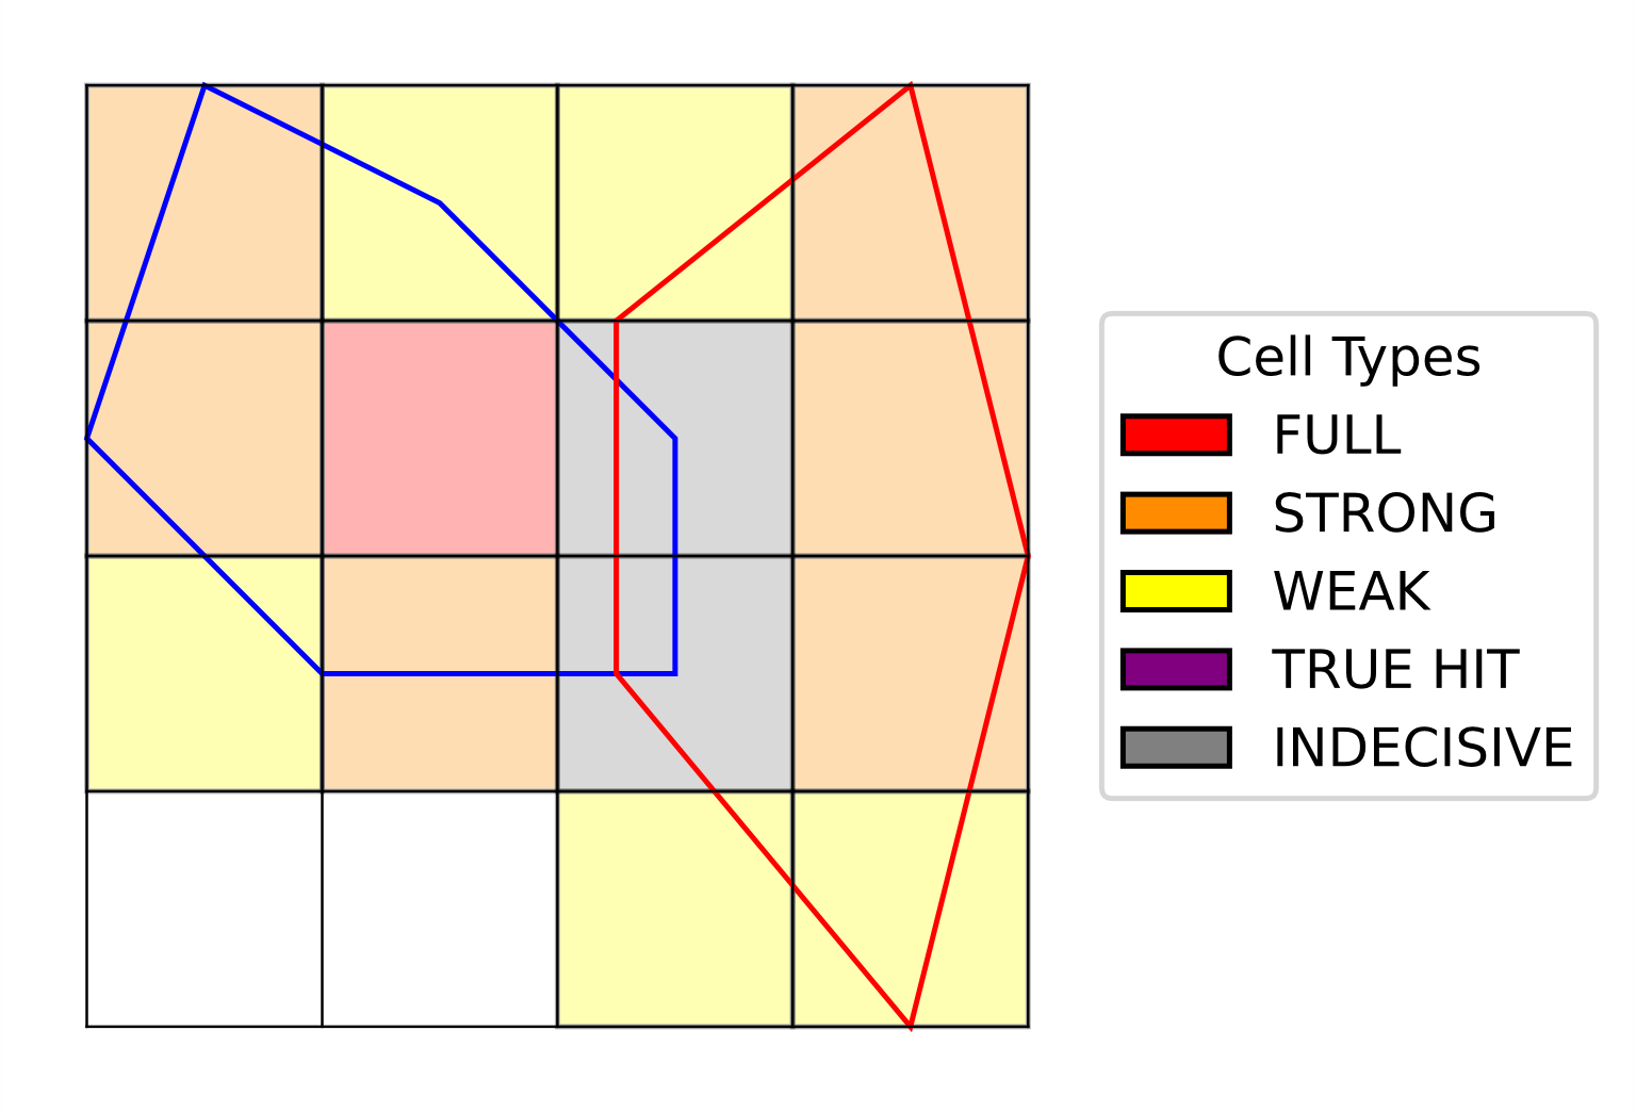 Cell Types
FULL
STRONG
WEAK
TRUE HIT
INDECISIVE